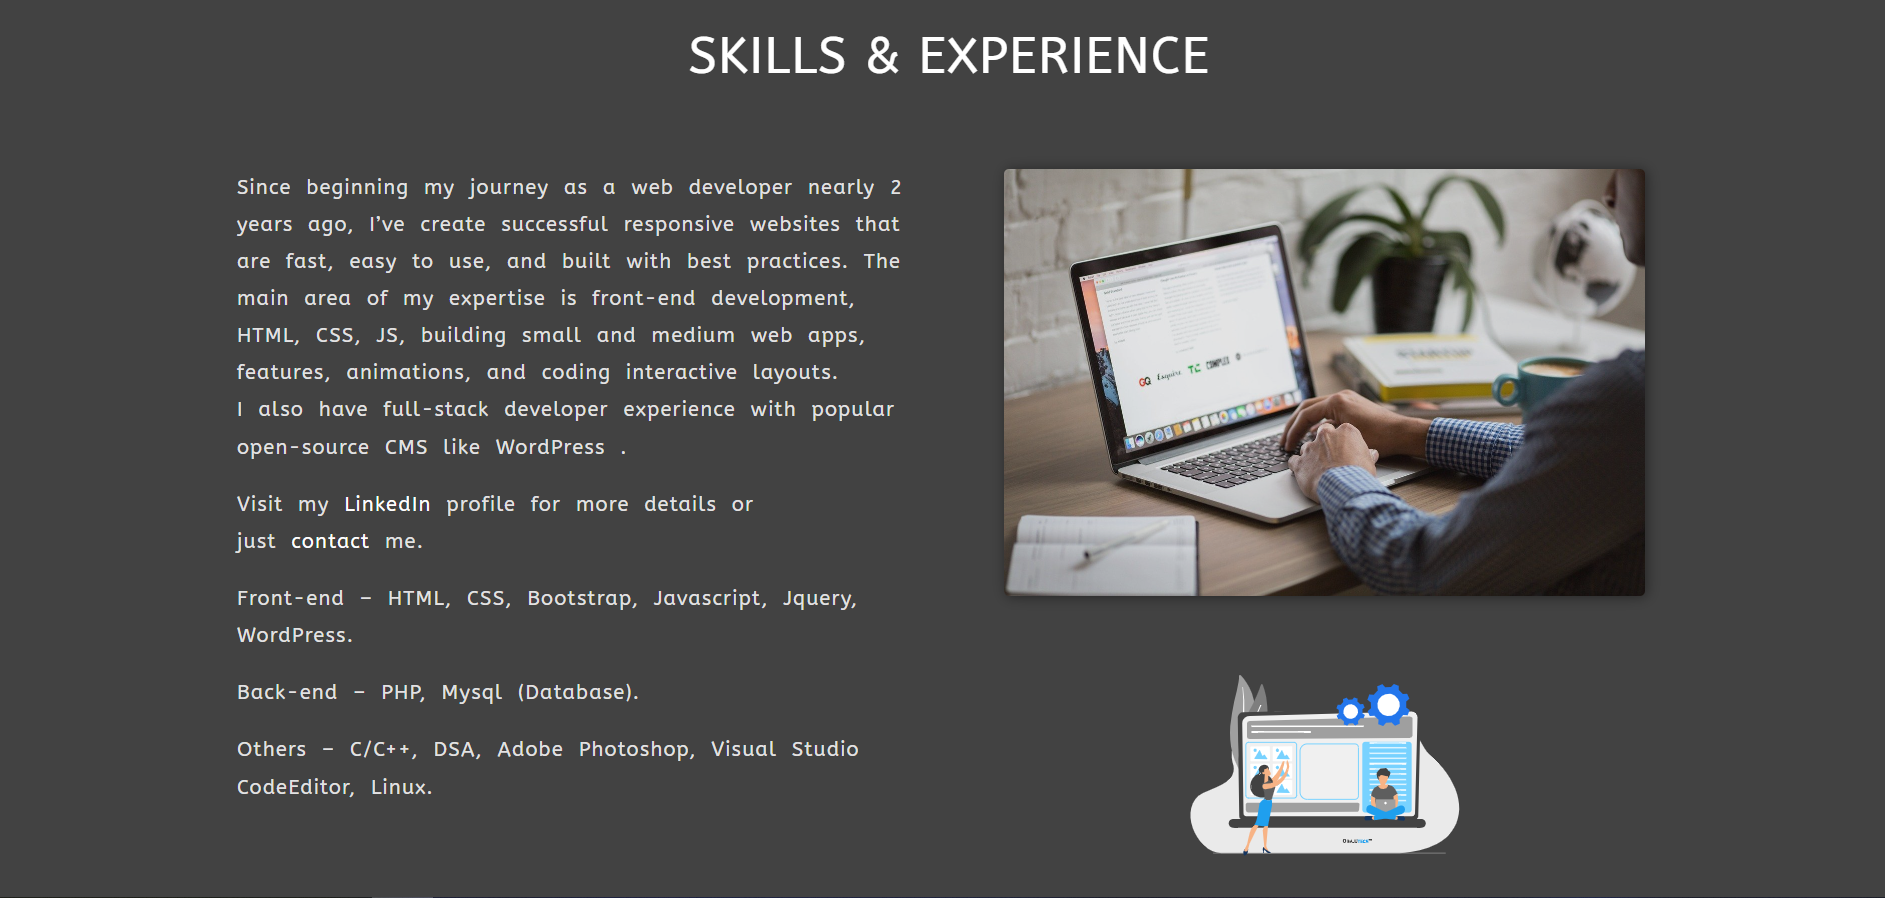 SKILLS & EXPERIENCE
Since beginning my journey as a web developer nearly 2
years ago, I’ve create successful responsive websites that
are fast, easy to use, and built with best practices. The
main area of my expertise is front-end development,
HTML, CSS, JS, building small and medium web apps,
features, animations, and coding interactive layouts.
I also have full-stack developer experience with popular
open-source CMS like WordPress .
Visit my LinkedIn profile for more details or
just contact me.
Front-end – HTML, CSS, Bootstrap, Javascript, Jquery,
WordPress.
Back-end – PHP, Mysql (Database).
Others – C/C++, DSA, Adobe Photoshop, Visual Studio
CodeEditor, Linux.
GQ Esquire TC COMPLEX